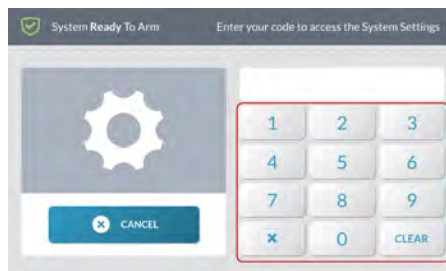 System Ready To Arm
Enter your code to access the System Settings
1 2 3
4 5 6
7 8 9
0 CLEAR
CANCEL